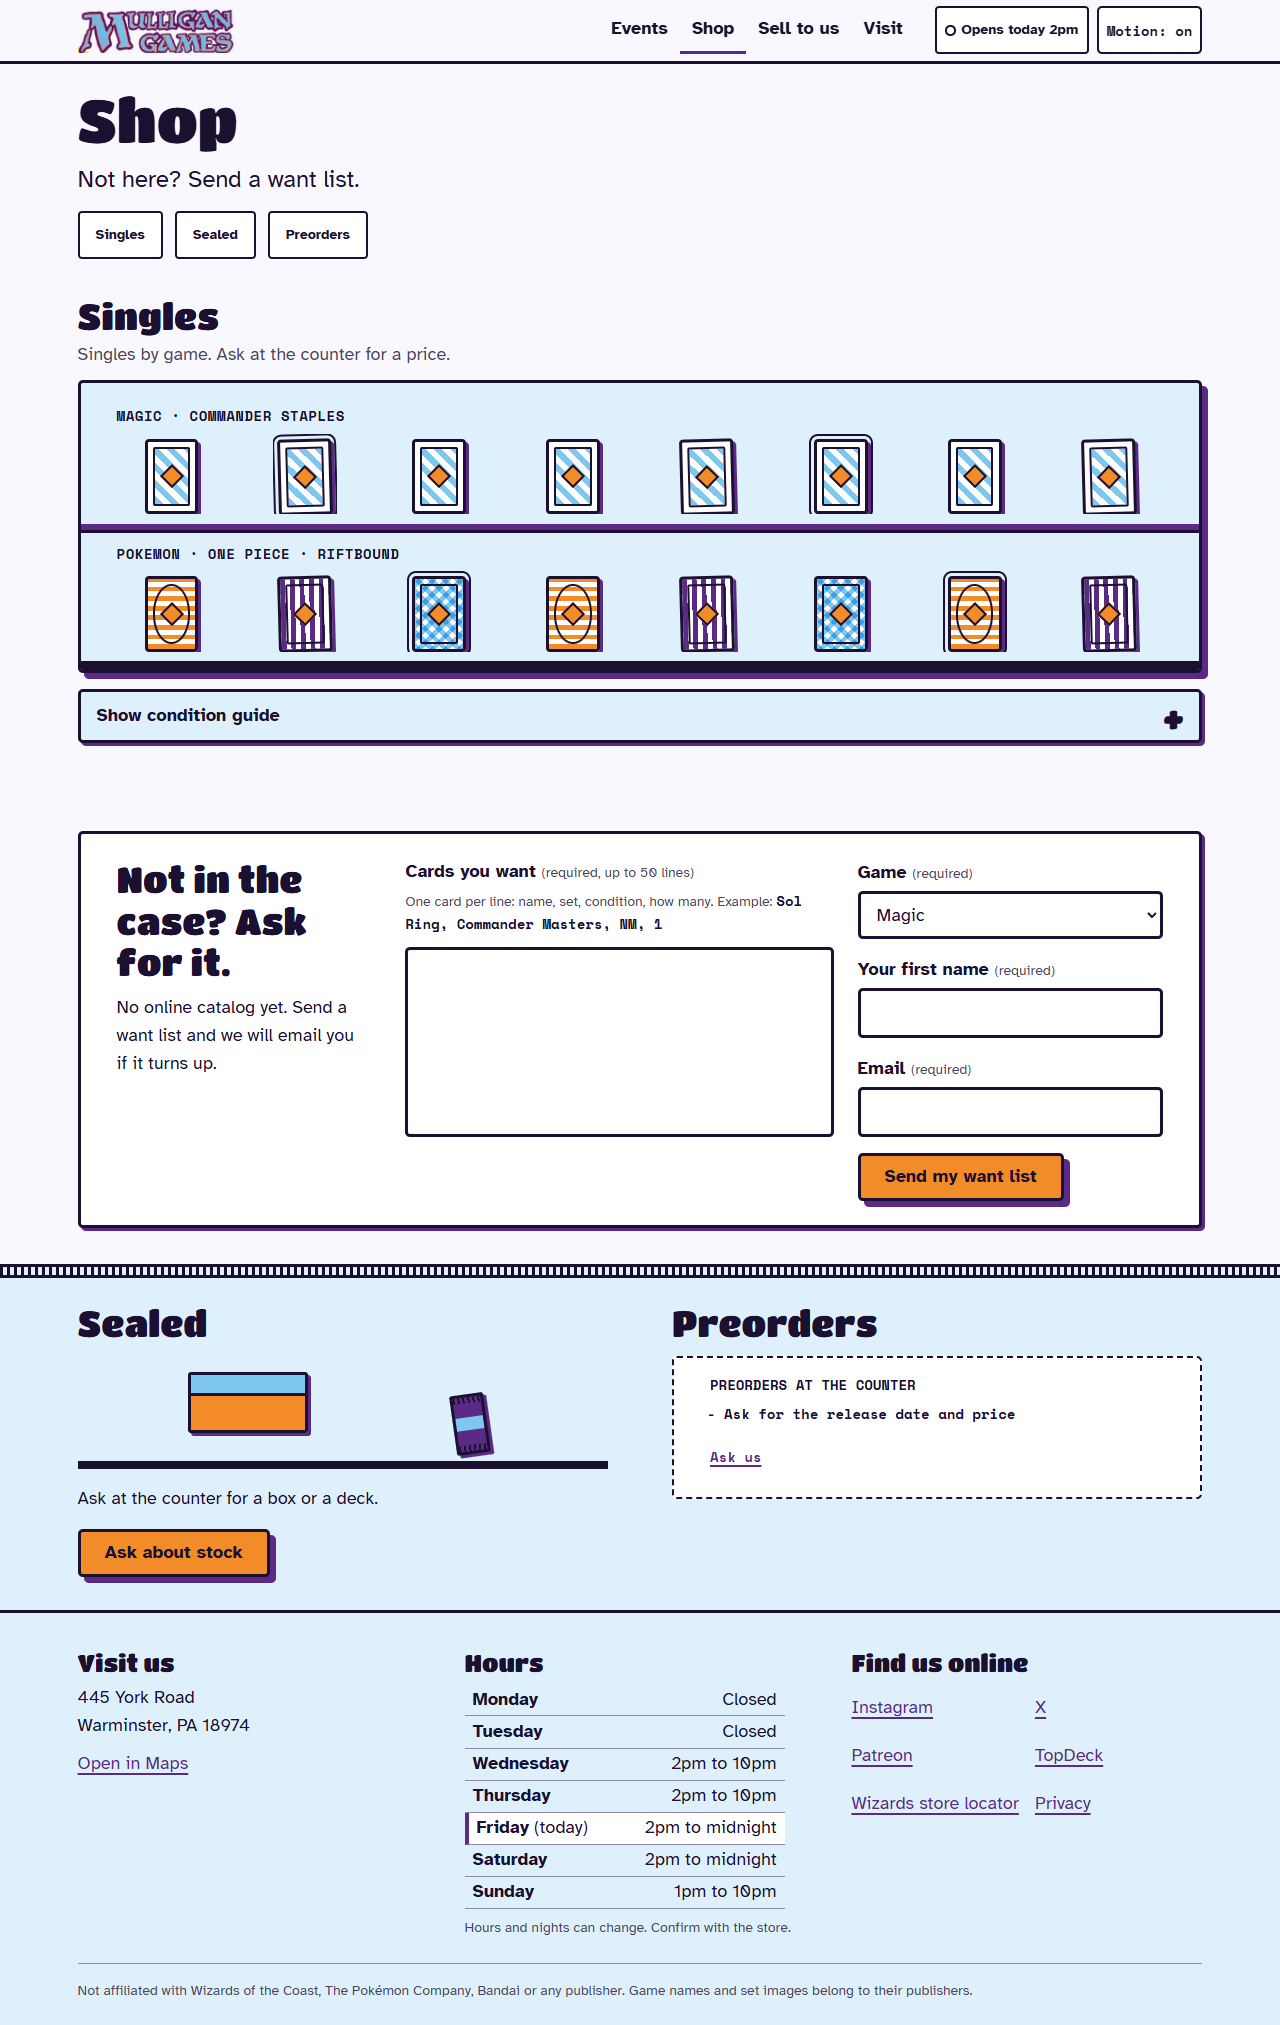 MULLIGAN
GAMES
Events
Shop
Sell to us
Visit
Opens today 2pm
Motion: on
Shop
Not here? Send a want list.
Singles
Sealed
Preorders
Singles
Singles by game. Ask at the counter for a price.
MAGIC · COMMANDER STAPLES
POKEMON · ONE PIECE · RIFTBOUND
Show condition guide
Not in the
case? Ask
for it.
No online catalog yet. Send a
want list and we will email you
if it turns up.
Cards you want (required, up to 50 lines)
One card per line: name, set, condition, how many. Example: Sol
Ring, Commander Masters, NM, 1
Game (required)
Magic
Your first name (required)
Email (required)
Send my want list
Sealed
Ask at the counter for a box or a deck.
Ask about stock
Preorders
PREORDERS AT THE COUNTER
- Ask for the release date and price
Ask us
Visit us
445 York Road
Warminster, PA 18974
Open in Maps
Hours
Monday Closed
Tuesday Closed
Wednesday 2pm to 10pm
Thursday 2pm to 10pm
Friday (today) 2pm to midnight
Saturday 2pm to midnight
Sunday 1pm to 10pm
Hours and nights can change. Confirm with the store.
Find us online
Instagram X
Patreon TopDeck
Wizards store locator Privacy
Not affiliated with Wizards of the Coast, The Pokémon Company, Bandai or any publisher. Game names and set images belong to their publishers.